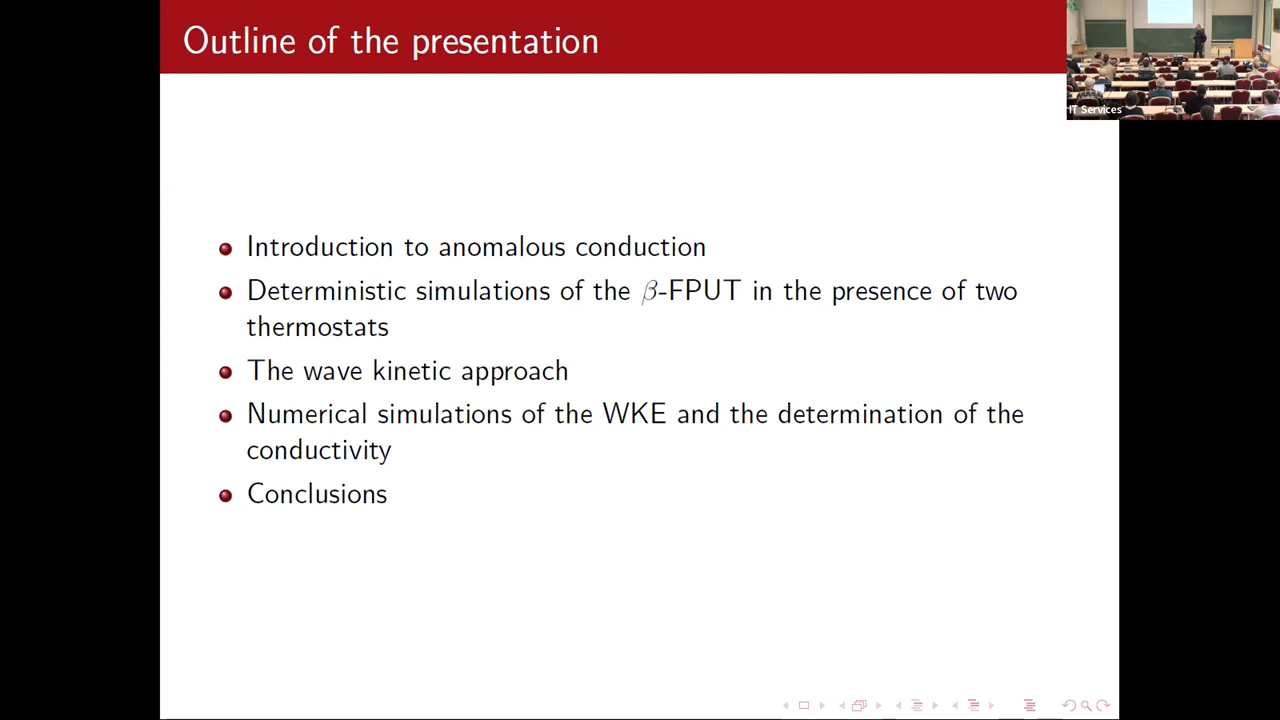 Outline of the presentation
IT Services
Introduction to anomalous conduction
Deterministic simulations of the β-FPUT in the presence of two
thermostats
The wave kinetic approach
Numerical simulations of the WKE and the determination of the
conductivity
Conclusions